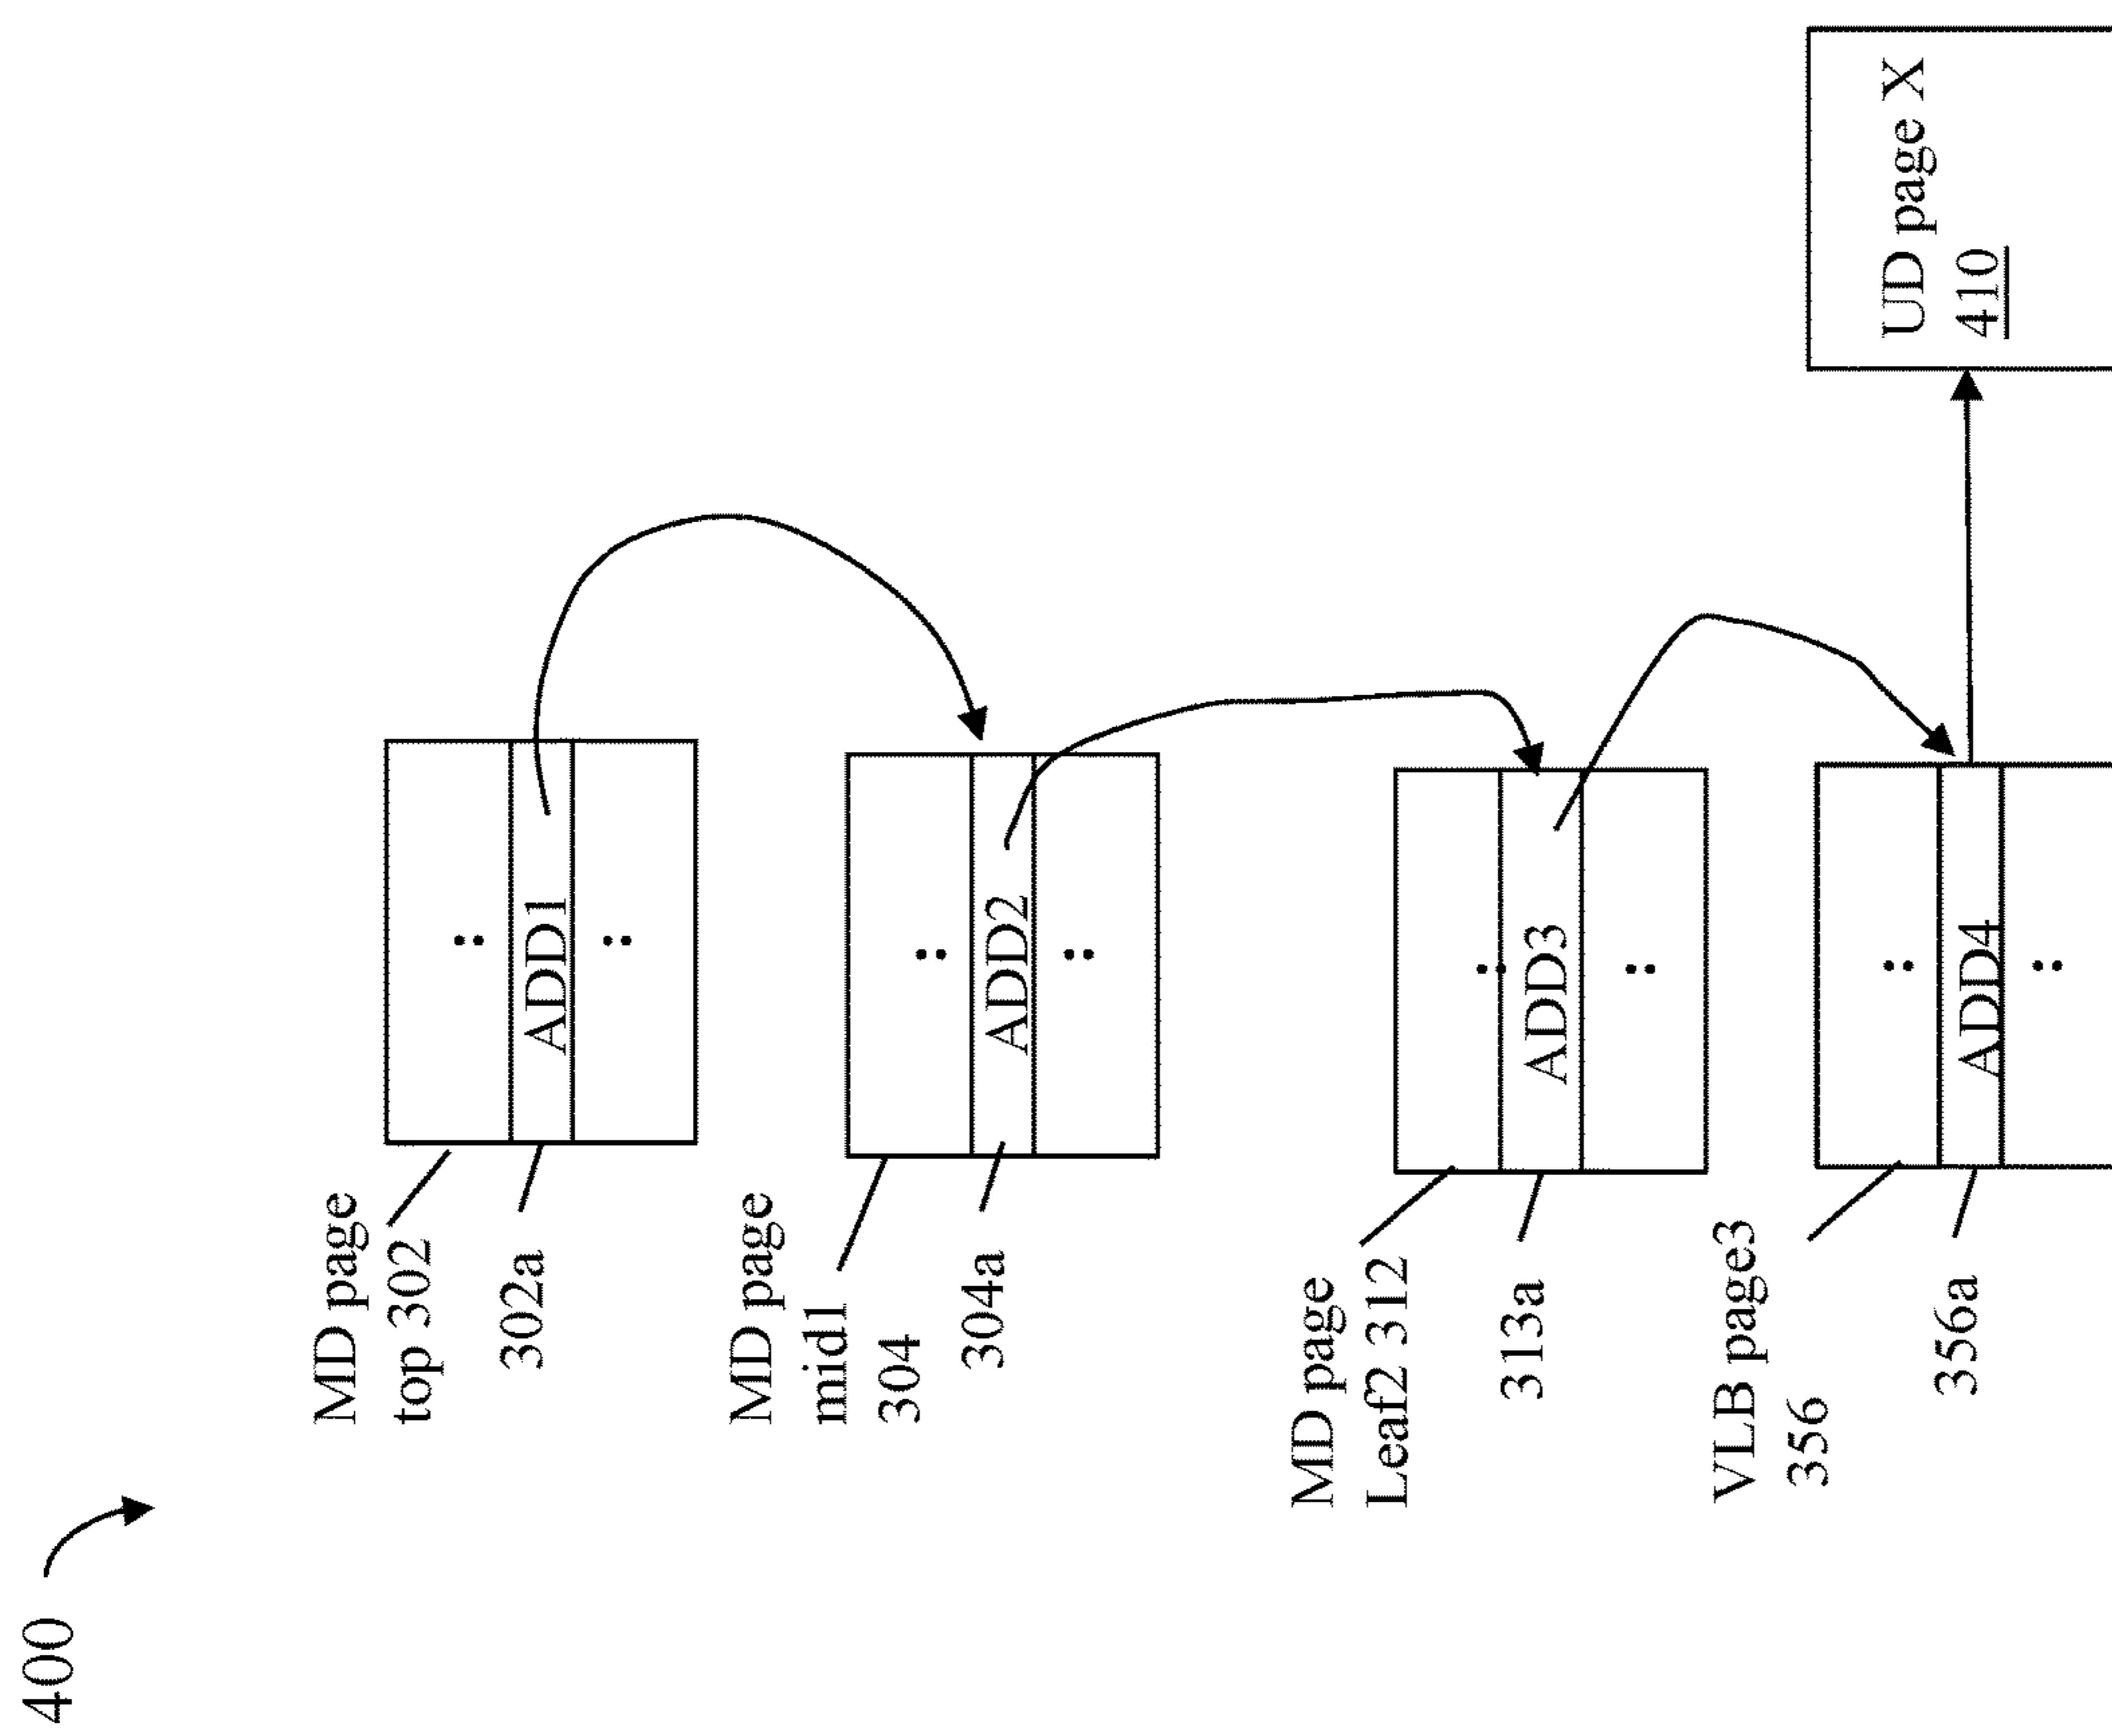 400
MD page
top 302
302a
ADD1
MD page
mid1
304
304a
ADD2
MD page
Leaf2 312
313a
ADD3
VLB page3
356
356a
ADD4
UD page X
410